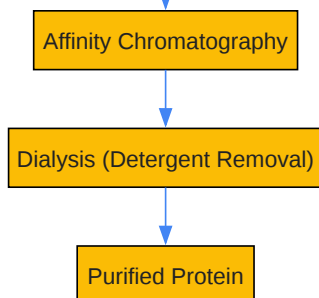 Affinity Chromatography
Dialysis (Detergent Removal)
Purified Protein